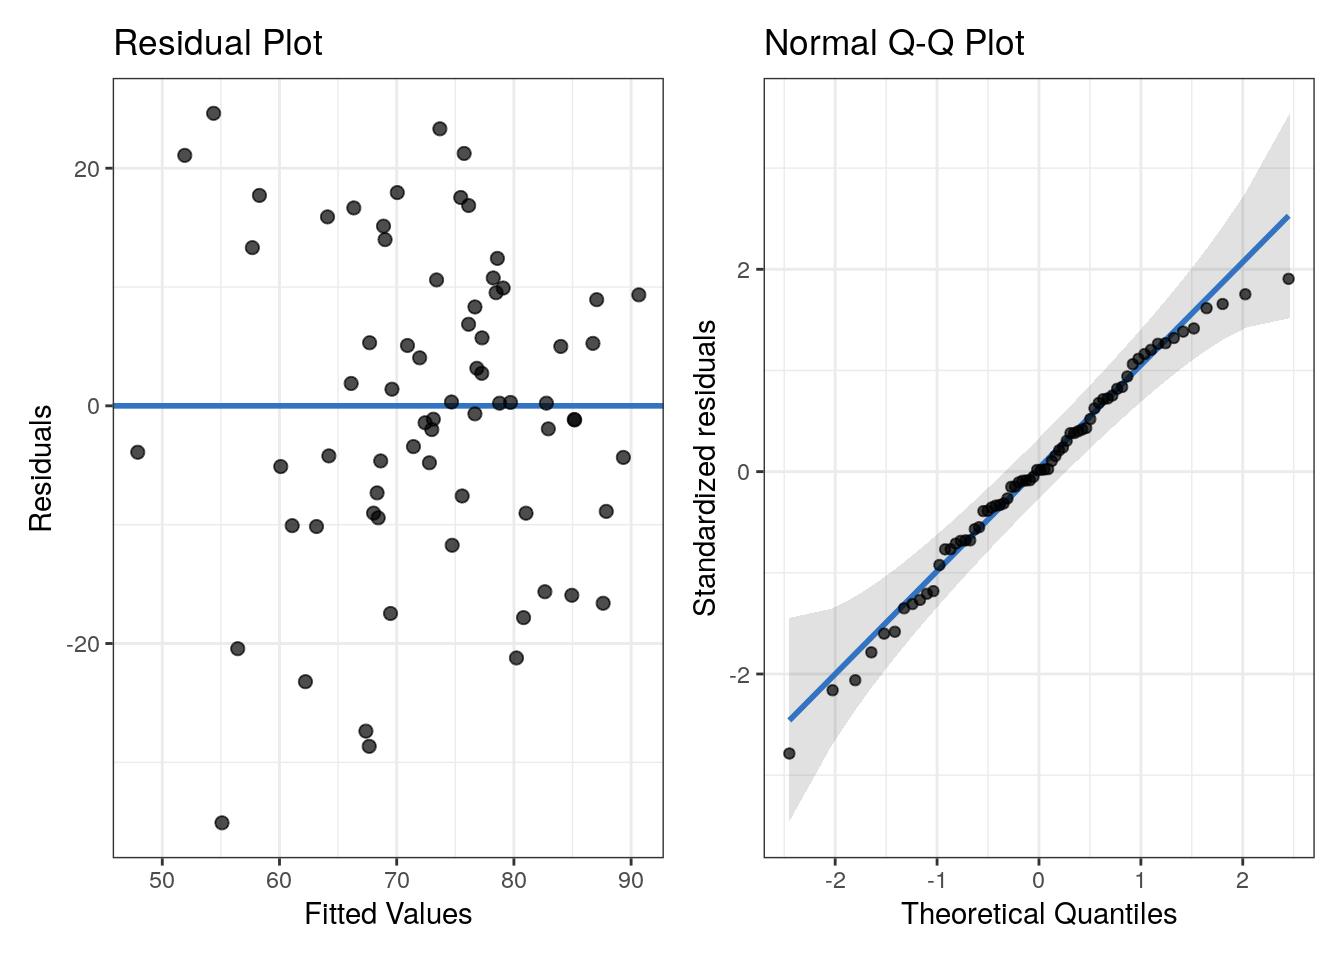 Residual Plot
Residuals
20
0
-20
50 60 70 80 90
Fitted Values
Normal Q-Q Plot
Standardized residuals
2
0
-2
-2 -1 0 1 2
Theoretical Quantiles